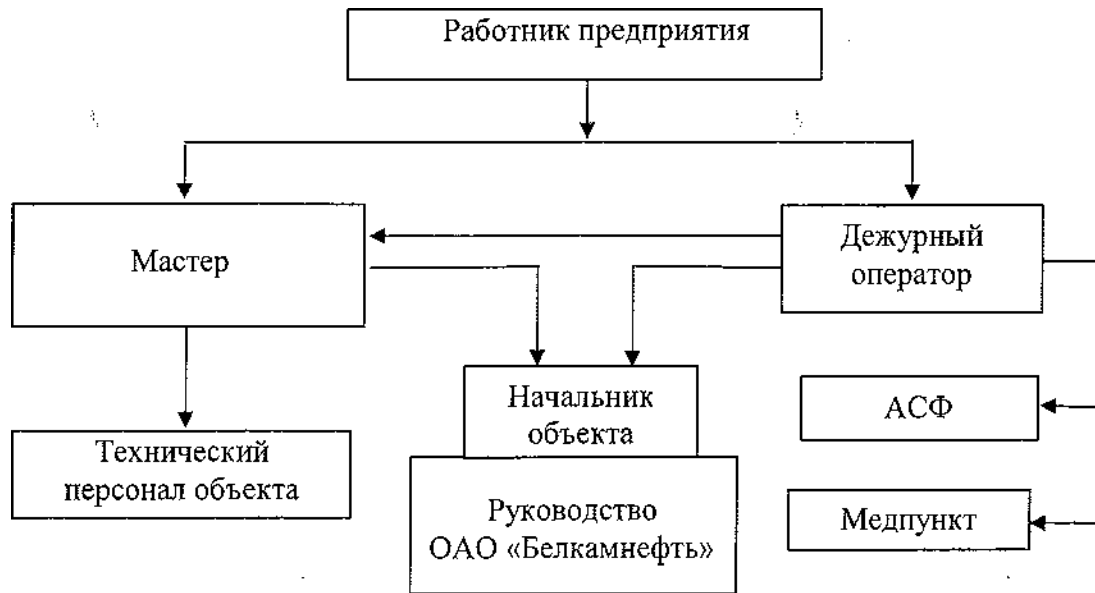 Работник предприятия
Мастер
Дежурный
оператор
Начальник
объекта
АСФ
Технический
персонал объекта
Руководство
ОАО «Белкамнефть»
Медпункт